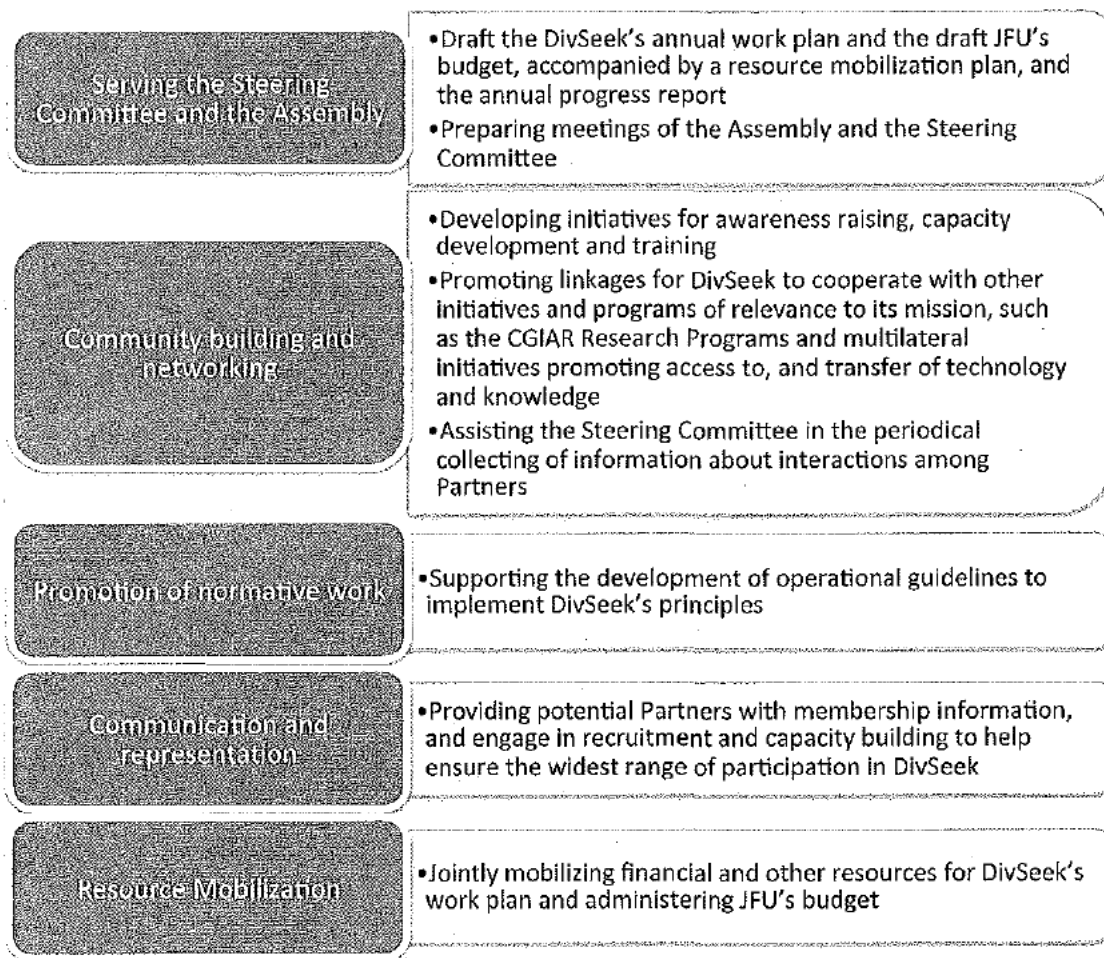 Serving the Steering
Committee and the Assembly
•Draft the DivSeek's annual work plan and the draft JFU's
budget, accompanied by a resource mobilization plan, and
the annual progress report
•Preparing meetings of the Assembly and the Steering
Committee
Community building and
networking
•Developing initiatives for awareness raising, capacity
development and training
•Promoting linkages for DivSeek to cooperate with other
initiatives and programs of relevance to its mission, such
as the CGIAR Research Programs and multilateral
initiatives promoting access to, and transfer of technology
and knowledge
•Assisting the Steering Committee in the periodical
collecting of information about interactions among
Partners
Promotion of normative work
•Supporting the development of operational guidelines to
implement DivSeek's principles
Communication and
representation
•Providing potential Partners with membership information,
and engage in recruitment and capacity building to help
ensure the widest range of participation in DivSeek
Resource Mobilization
•Jointly mobilizing financial and other resources for DivSeek's
work plan and administering JFU's budget